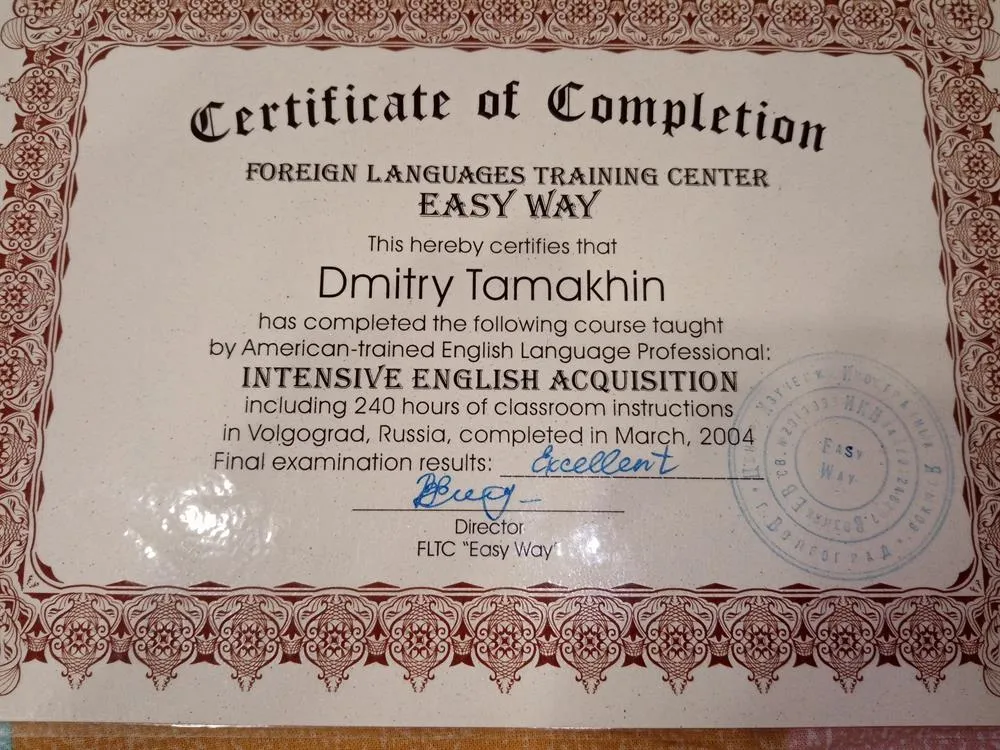 Certificate of Completion
FOREIGN LANGUAGES TRAINING CENTER
EASY WAY
This hereby certifies that
Dmitry Tamakhin
has completed the following course taught
by American-trained English Language Professional:
INTENSIVE ENGLISH ACQUISITION
including 240 hours of classroom instructions
in Volgograd, Russia, completed in March, 2004
Final examination results: Excellent
Director
FLTC "Easy Way"
EASY
WAY
г. ВОЛГОГРАД